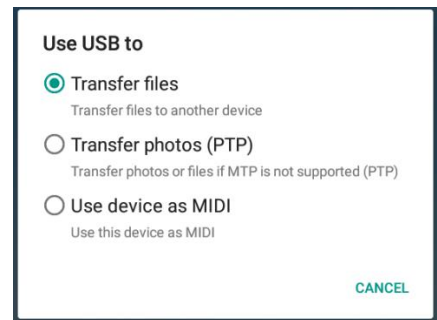 Use USB to
Transfer files
Transfer files to another device
Transfer photos (PTP)
Transfer photos or files if MTP is not supported (PTP)
Use device as MIDI
Use this device as MIDI
CANCEL